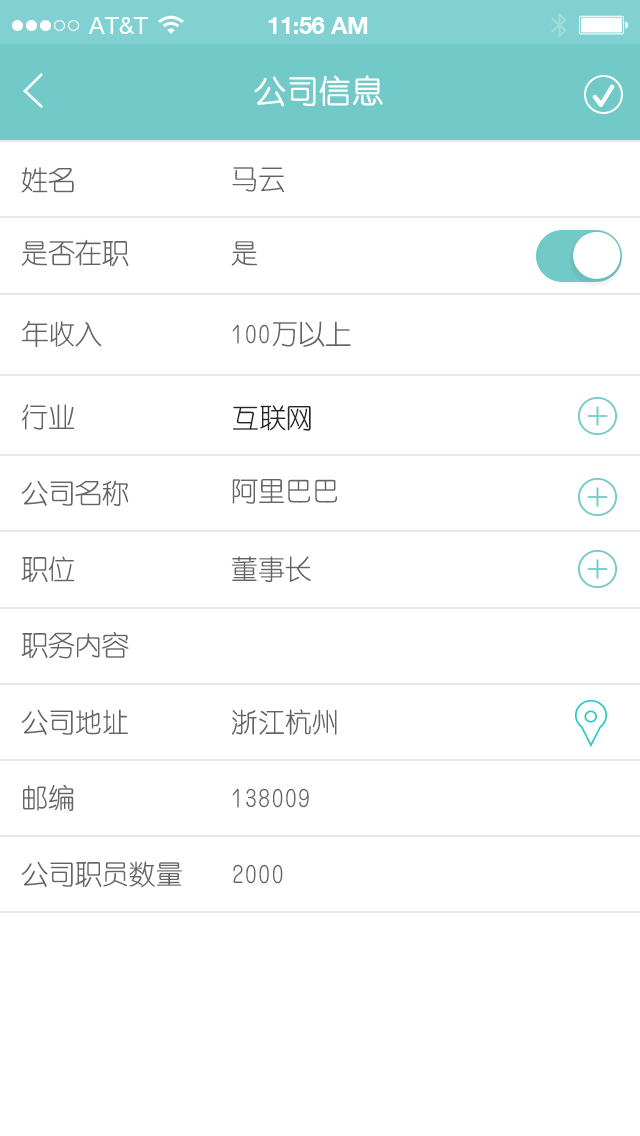 AT&T 11:56 AM
公司信息
姓名 马云
是否在职 是
年收入 100万以上
行业 互联网
公司名称 阿里巴巴
职位 董事长
职务内容
公司地址 浙江杭州
邮编 138009
公司职员数量 2000